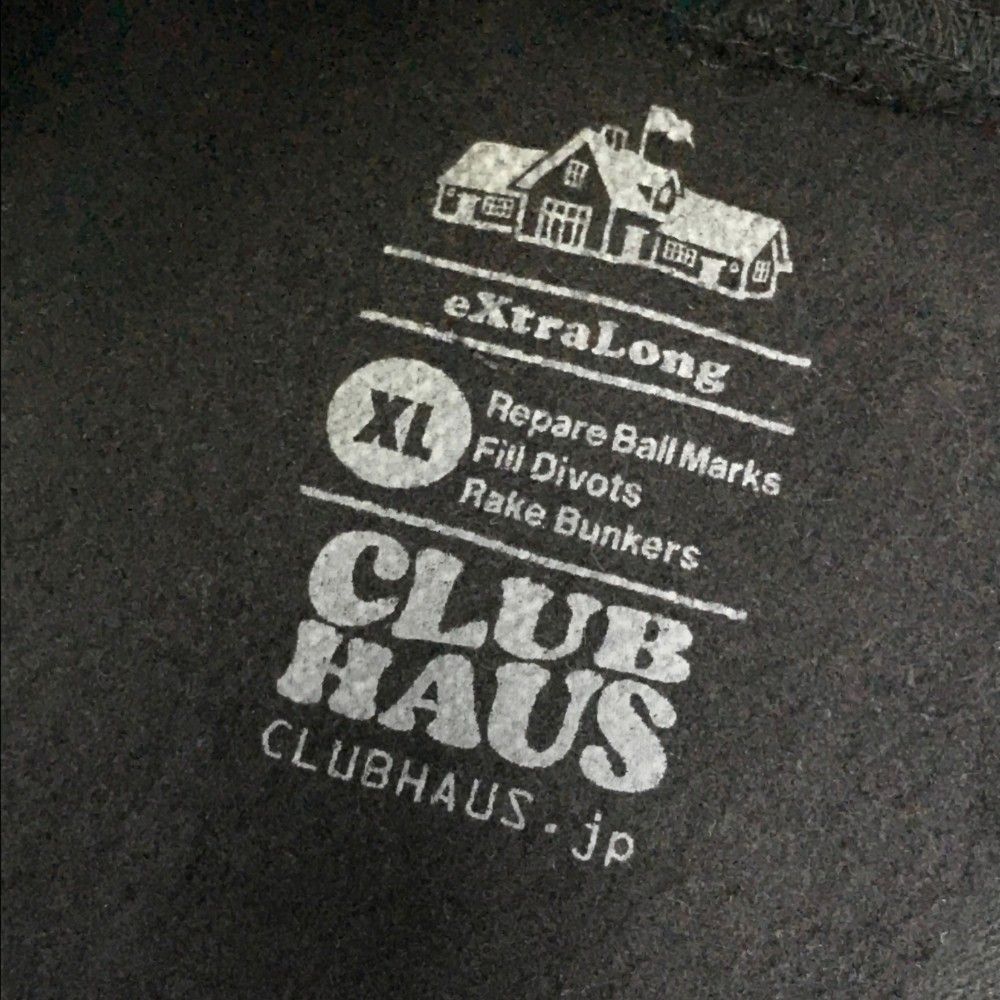 eXtraLong
XL
Repare Ball Marks
Fill Divots
Rake Bunkers
CLUB
HAUS
CLUBHAUS.jp